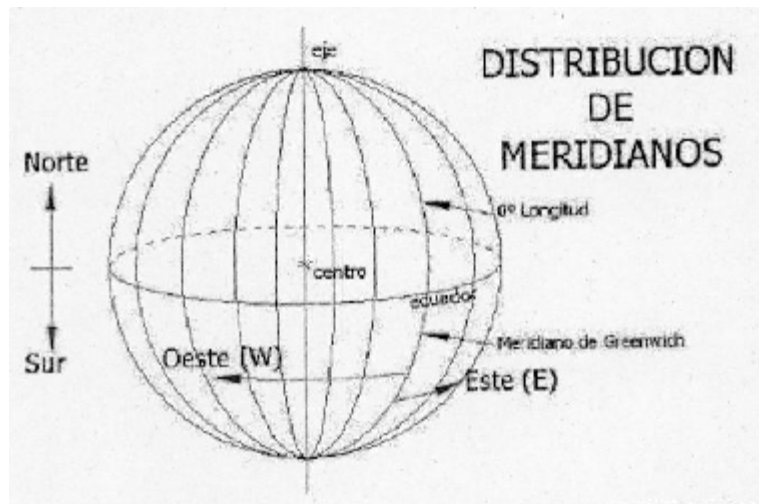 eje
DISTRIBUCION
DE
MERIDIANOS
Norte
0º Longitud
centro
ecuador
Meridiano de Greenwich
Oeste (W)
Sur
Este (E)